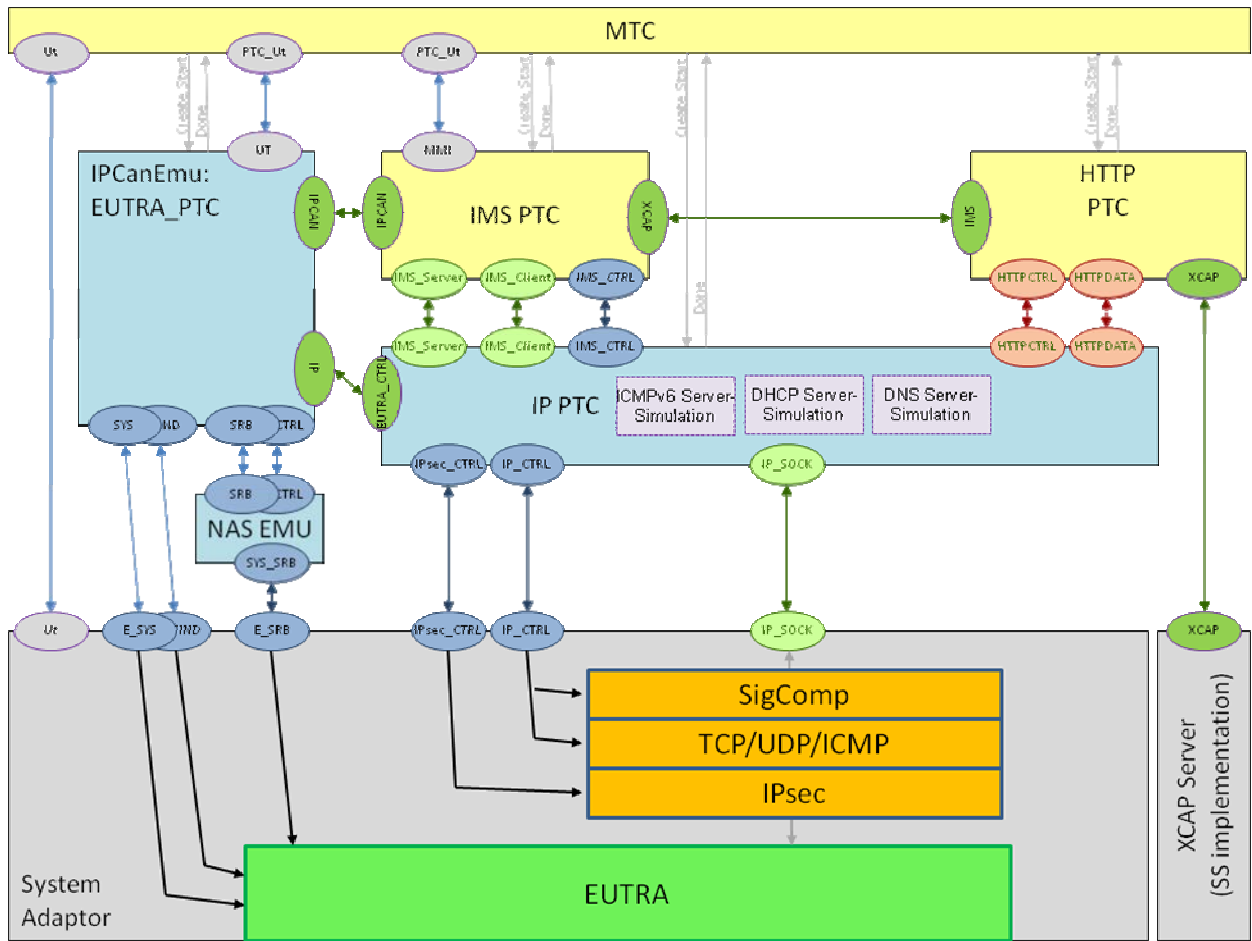 MTC
Ut
PTC_Ut
PTC_Ut
Create, Start
Done
Create, Start
Done
Create, Start
Done
Create, Start
Done
UT
MMI
IPCanEmu:
EUTRA_PTC
IPCAN
IPCAN
IMS PTC
XCAP
IMS
HTTP
PTC
IMS_Server
IMS_Client
IMS_CTRL
HTTPCTRL
HTTPDATA
XCAP
IMS_Server
IMS_Client
IMS_CTRL
HTTPCTRL
HTTPDATA
IP
EUTRA_CTRL
IP PTC
ICMPv6 Server-
Simulation
DHCP Server-
Simulation
DNS Server-
Simulation
SYS
IND
SRB
CTRL
IPsec_CTRL
IP_CTRL
IP_SOCK
SRB
CTRL
NAS EMU
SYS_SRB
Ut
E_SYS
IND
E_SRB
IPsec_CTRL
IP_CTRL
IP_SOCK
XCAP
SigComp
TCP/UDP/ICMP
IPsec
XCAP Server
(SS implementation)
System
Adaptor
EUTRA